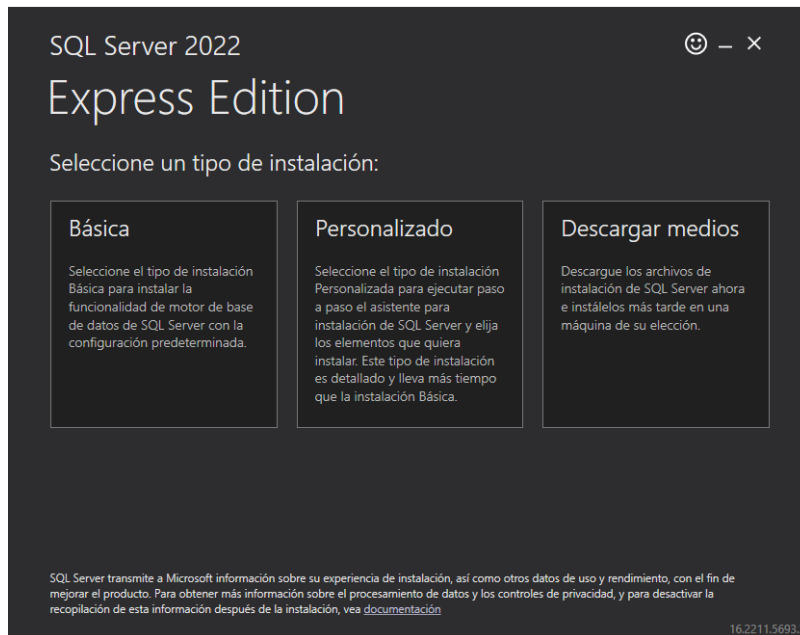 SQL Server 2022
Express Edition
Seleccione un tipo de instalación:
Básica
Seleccione el tipo de instalación
Básica para instalar la
funcionalidad de motor de base
de datos de SQL Server con la
configuración predeterminada.
Personalizado
Seleccione el tipo de instalación
Personalizada para ejecutar paso
a paso el asistente para
instalación de SQL Server y elija
los elementos que quiera
instalar. Este tipo de instalación
es detallado y lleva más tiempo
que la instalación Básica.
Descargar medios
Descargue los archivos de
instalación de SQL Server ahora
e instálelos más tarde en una
máquina de su elección.
SQL Server transmite a Microsoft información sobre su experiencia de instalación, así como otros datos de uso y rendimiento, con el fin de
mejorar el producto. Para obtener más información sobre el procesamiento de datos y los controles de privacidad, y para desactivar la
recopilación de esta información después de la instalación, vea documentación
16.2211.5693.